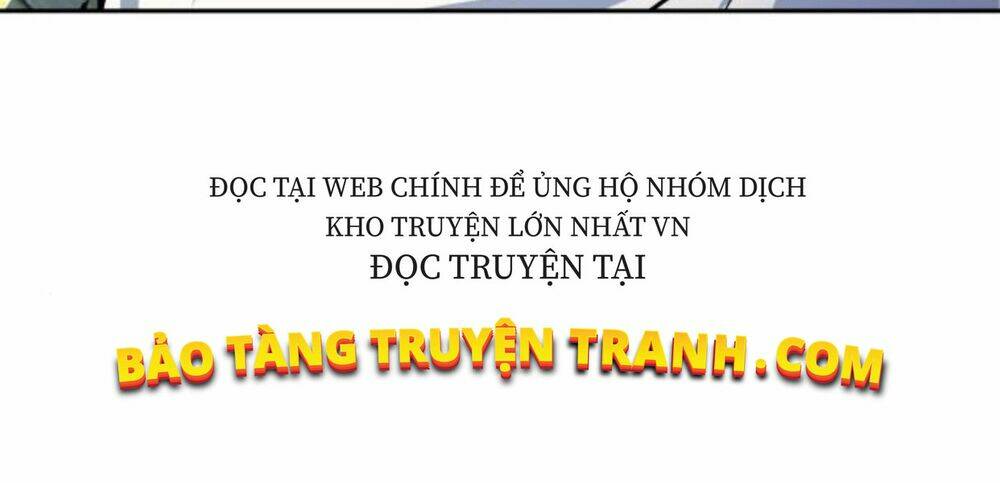 ĐỌC TẠI WEB CHÍNH ĐỂ ỦNG HỘ NHÓM DỊCH
KHO TRUYỆN LỚN NHẤT VN
ĐỌC TRUYỆN TẠI
BẢO TÀNG TRUYỆN TRANH.COM